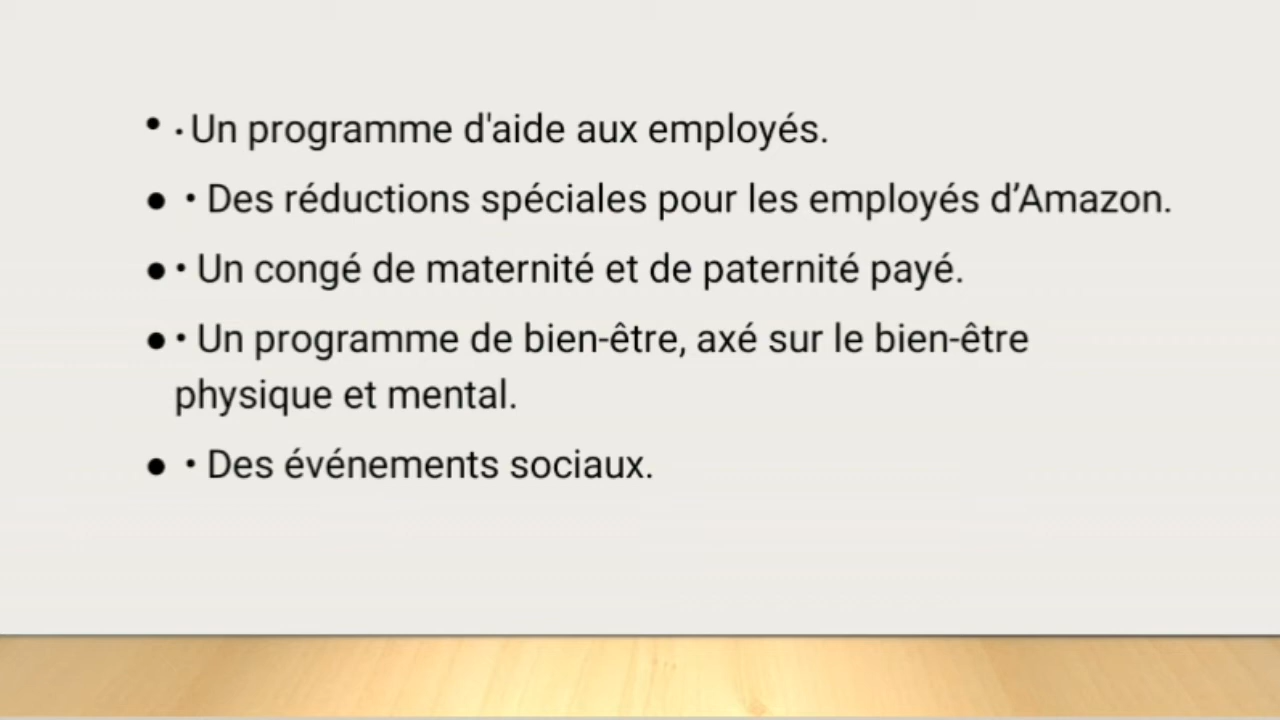 • · Un programme d'aide aux employés.
• • Des réductions spéciales pour les employés d’Amazon.
• • Un congé de maternité et de paternité payé.
• • Un programme de bien-être, axé sur le bien-être
physique et mental.
• • Des événements sociaux.